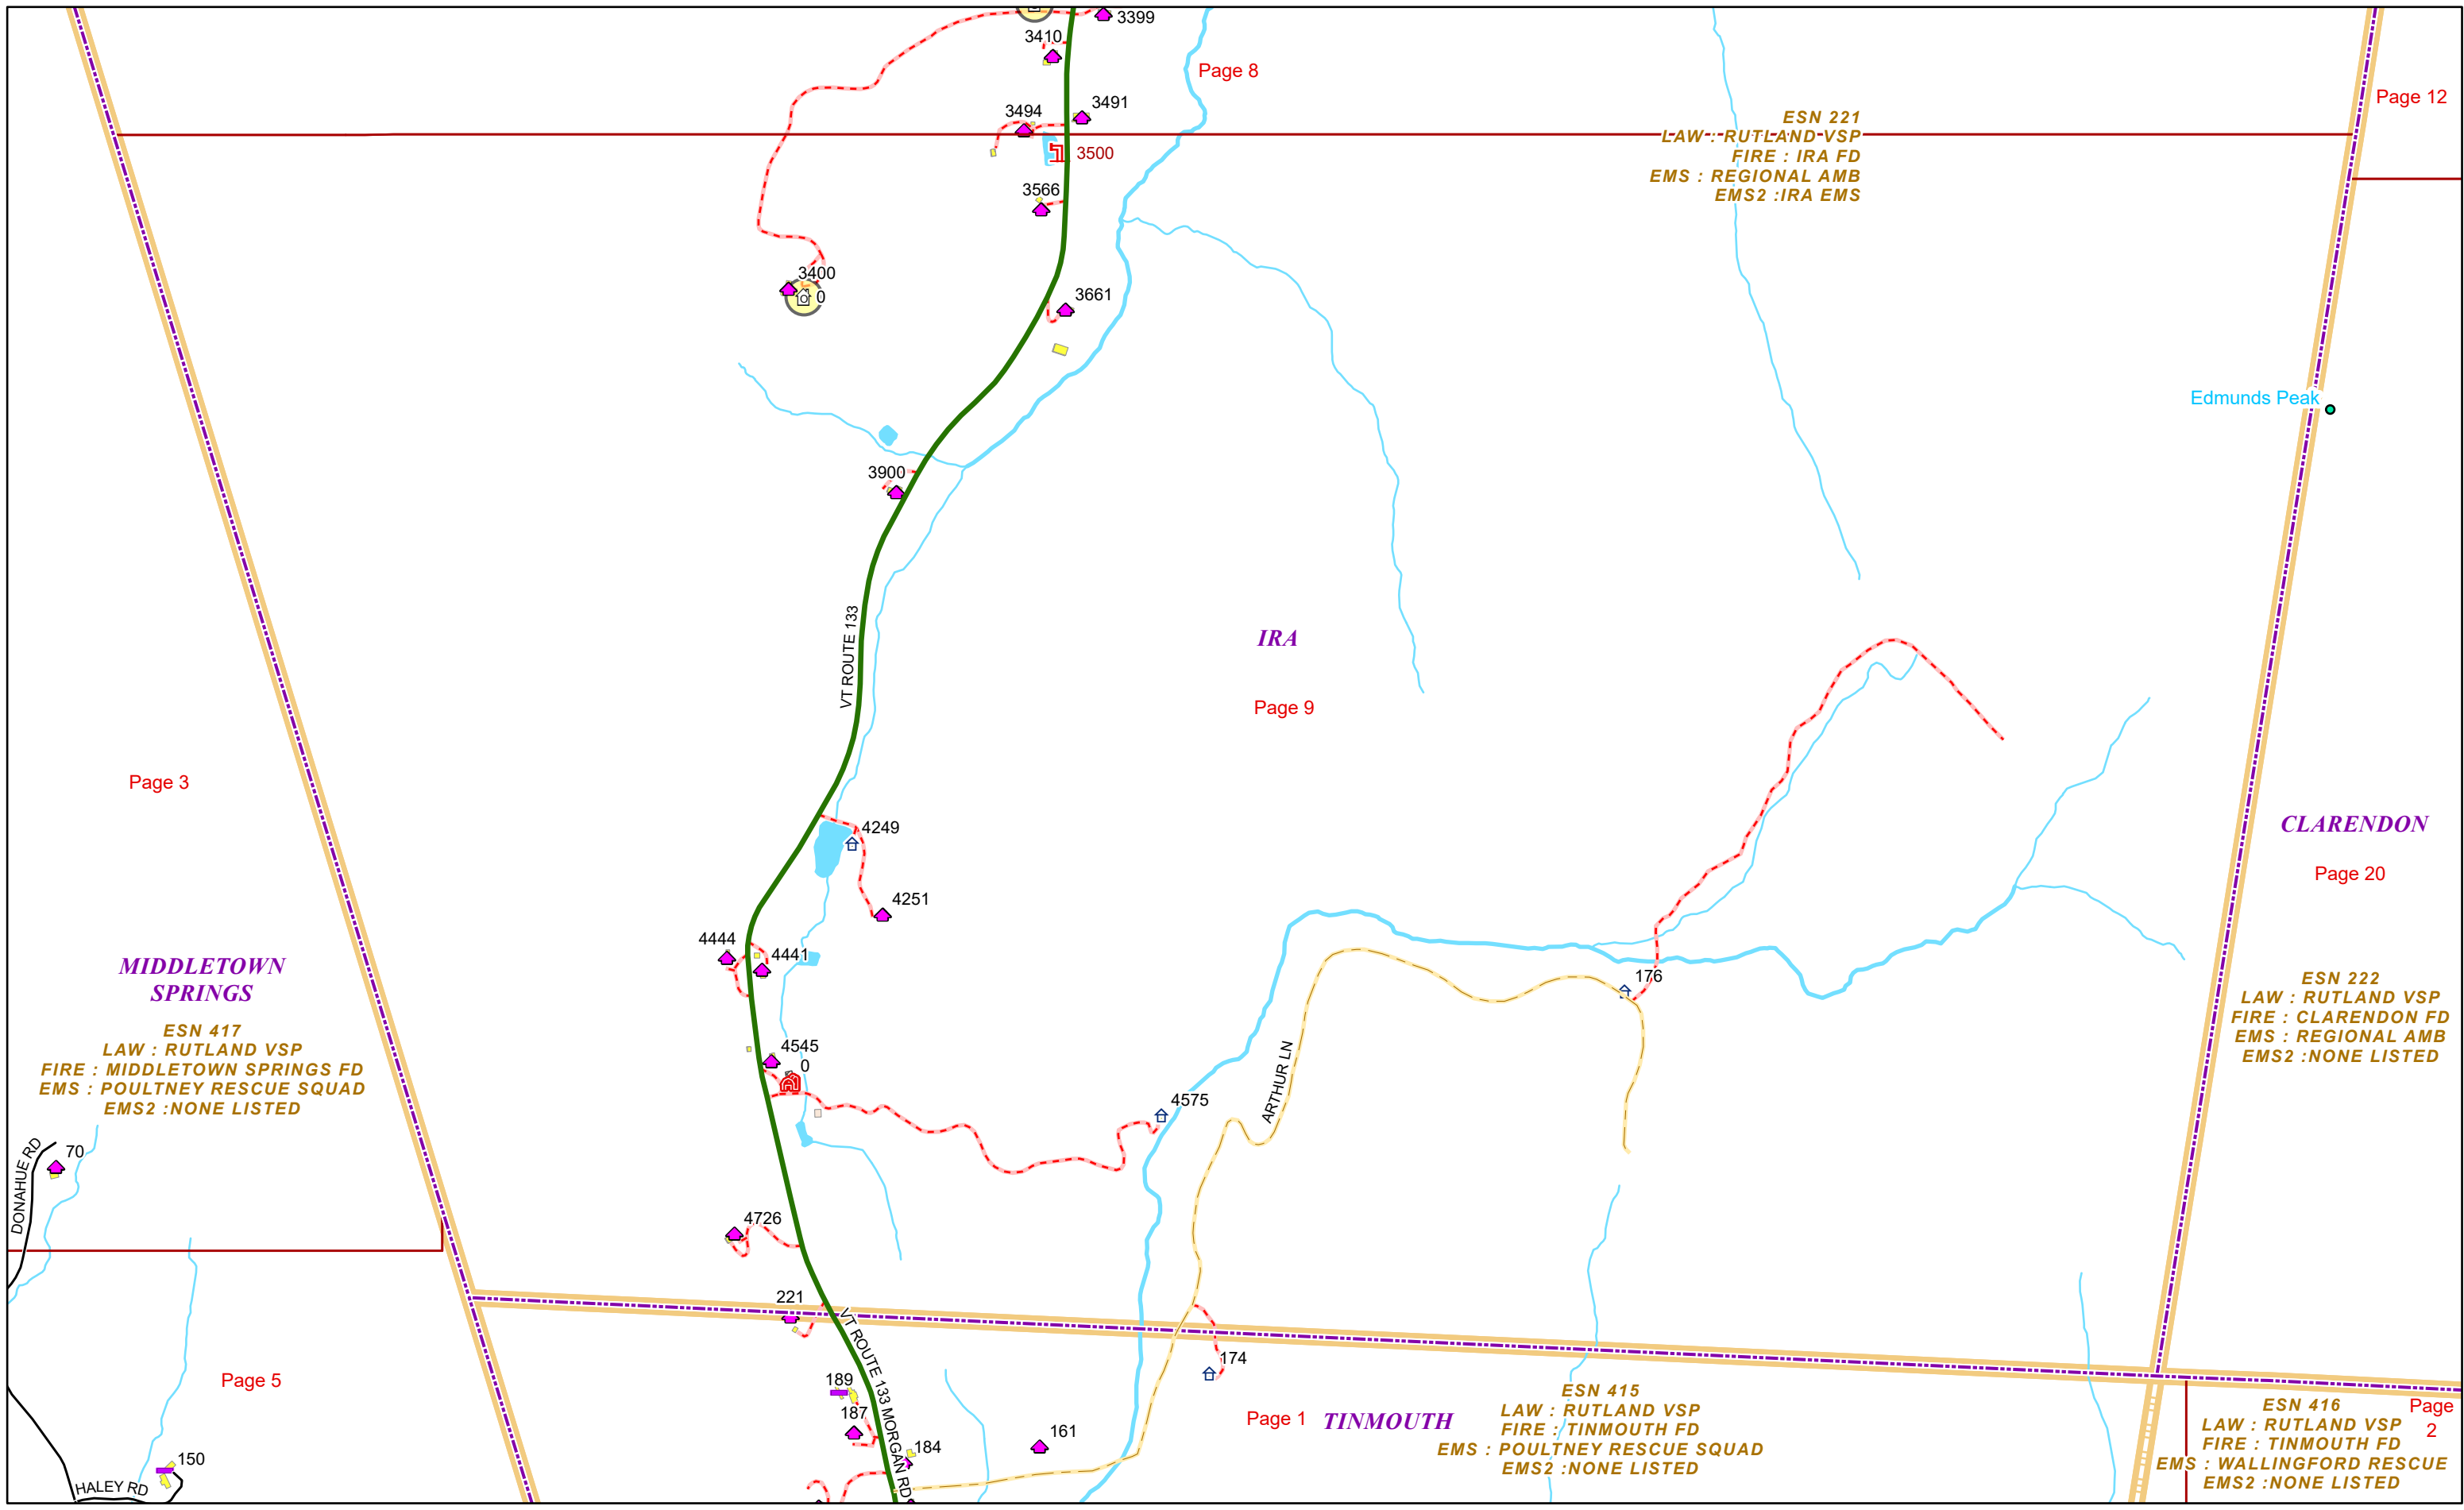 3399
3410
Page 8
Page 12
3494
3491
ESN 221
LAW : RUTLAND VSP
FIRE : IRA FD
EMS : REGIONAL AMB
EMS2 :IRA EMS
3500
3566
3400
0
3661
Edmunds Peak
3900
VT ROUTE 133
IRA
Page 9
Page 3
CLARENDON
Page 20
4249
4251
4444
4441
MIDDLETOWN
SPRINGS
ESN 417
LAW : RUTLAND VSP
FIRE : MIDDLETOWN SPRINGS FD
EMS : POULTNEY RESCUE SQUAD
EMS2 :NONE LISTED
176
ESN 222
LAW : RUTLAND VSP
FIRE : CLARENDON FD
EMS : REGIONAL AMB
EMS2 :NONE LISTED
4545
0
ARTHUR LN
4575
DONAHUE RD
70
4726
221
VT ROUTE 133 MORGAN RD
174
Page 5
189
187
184
161
Page 1
TINMOUTH
ESN 415
LAW : RUTLAND VSP
FIRE : TINMOUTH FD
EMS : POULTNEY RESCUE SQUAD
EMS2 :NONE LISTED
ESN 416
LAW : RUTLAND VSP
FIRE : TINMOUTH FD
EMS : WALLINGFORD RESCUE
EMS2 :NONE LISTED
Page
2
150
HALEY RD